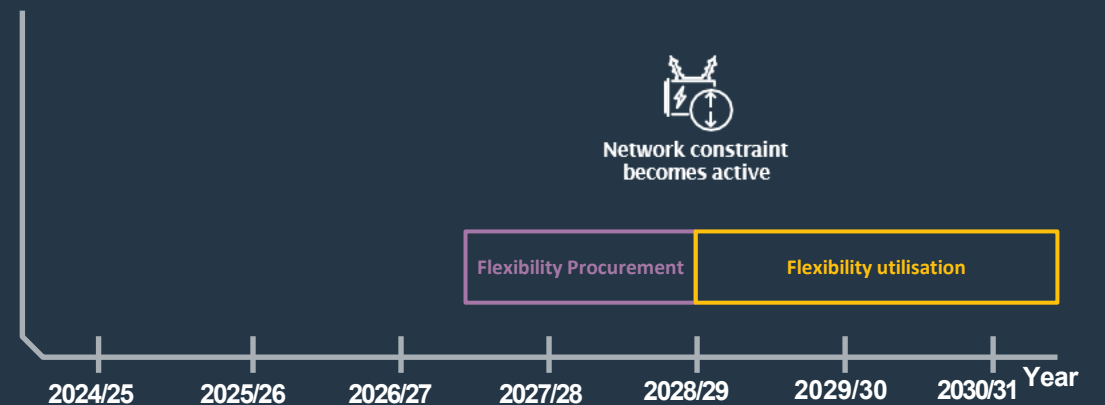 Network constraint
becomes active
Flexibility Procurement
Flexibility utilisation
2024/25
2025/26
2026/27
2027/28
2028/29
2029/30
2030/31
Year